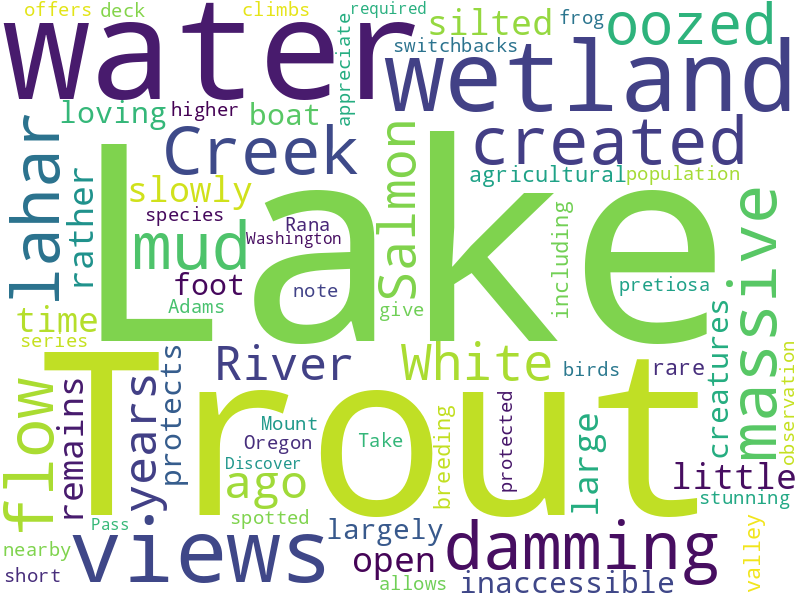 offers deck climbs required
water
appreciate
silted frog oozed
switchbacks
wetland
loving higher boat
lahar
Creek
created
rather
slowly
Salmon
agricultural population
species
mud
Rana
Washington
Lake
including
massive
foot
note
pretiosa
creatures
time
Adams
give
series
observation
River White
birds rare
Trout
flow
remains
years
protects
Mount
Oregon
Take
Discover
breeding
protected
large
little
ago
stunning
Pass
spotted
nearby
views
largely
damming
valley
open
short
allows inaccessible